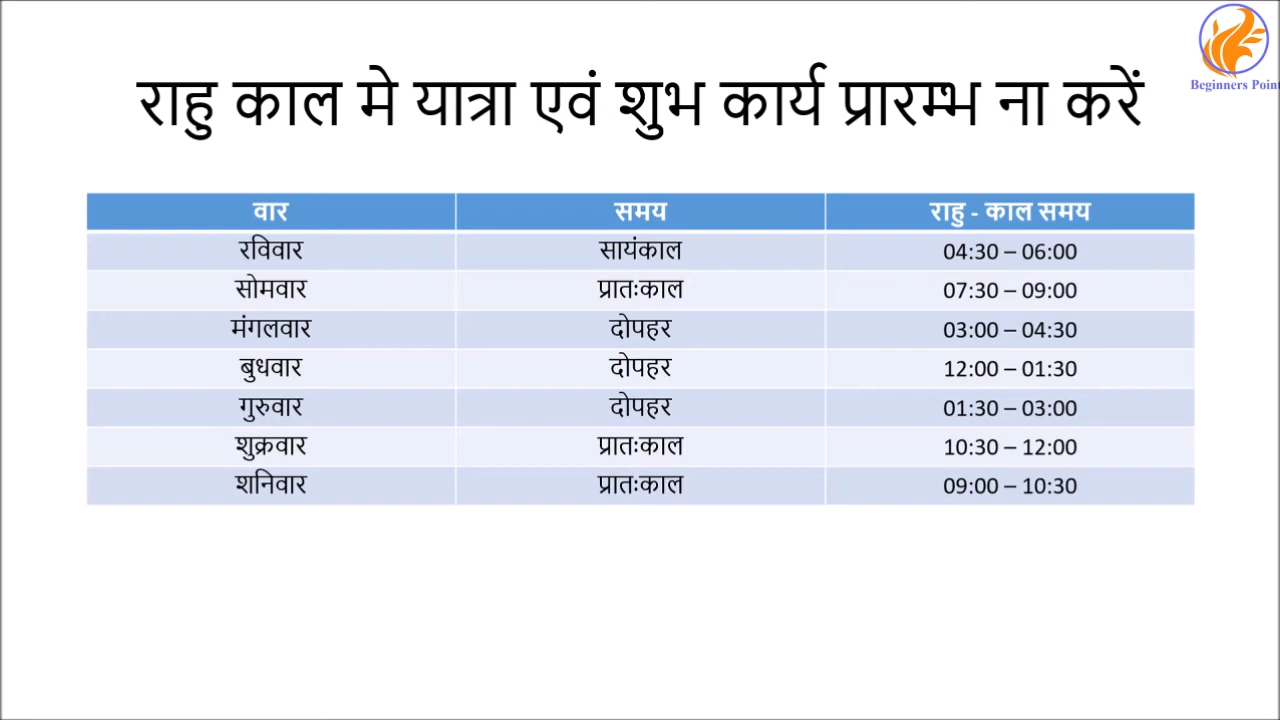 Beginners Point
राहु काल मे यात्रा एवं शुभ कार्य प्रारम्भ ना करें
वार समय राहु - काल समय
रविवार सायंकाल 04:30 – 06:00
सोमवार प्रातःकाल 07:30 – 09:00
मंगलवार दोपहर 03:00 – 04:30
बुधवार दोपहर 12:00 – 01:30
गुरुवार दोपहर 01:30 – 03:00
शुक्रवार प्रातःकाल 10:30 – 12:00
शनिवार प्रातःकाल 09:00 – 10:30